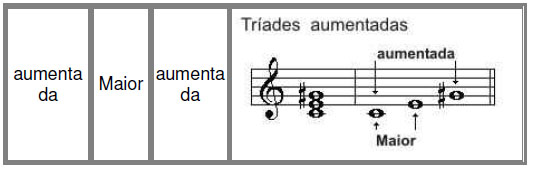 aumenta
da
Maior
aumenta
da
Tríades aumentadas
aumentada
Maior